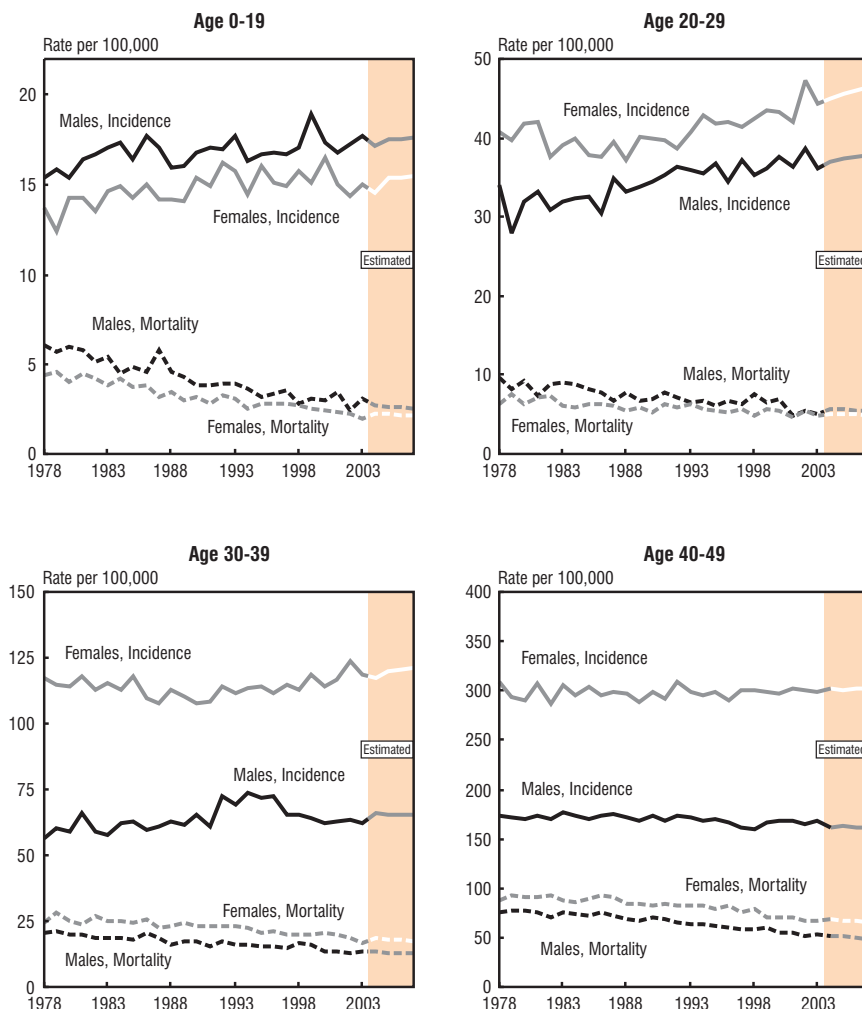 Age 0-19
Rate per 100,000
20
15
10
5
0
Males, Incidence
Females, Incidence
Estimated
Males, Mortality
Females, Mortality
1978 1983 1988 1993 1998 2003
Age 20-29
Rate per 100,000
50
40
30
20
10
0
Females, Incidence
Males, Incidence
Estimated
Males, Mortality
Females, Mortality
1978 1983 1988 1993 1998 2003
Age 30-39
Rate per 100,000
150
125
100
75
50
25
0
Females, Incidence
Estimated
Males, Incidence
Females, Mortality
Males, Mortality
1978 1983 1988 1993 1998 2003
Age 40-49
Rate per 100,000
400
350
300
250
200
150
100
50
0
Females, Incidence
Estimated
Males, Incidence
Females, Mortality
Males, Mortality
1978 1983 1988 1993 1998 2003